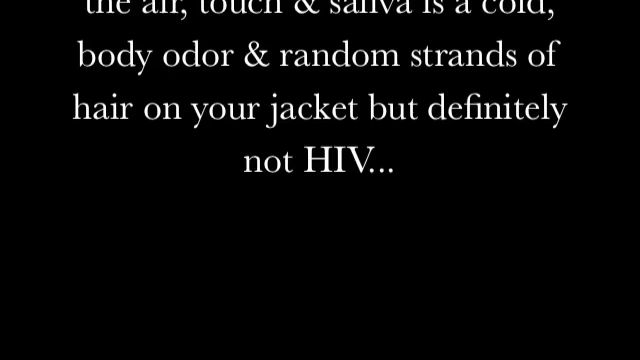 the air, touch & saliva is a cold,
body odor & random strands of
hair on your jacket but definitely
not HIV...